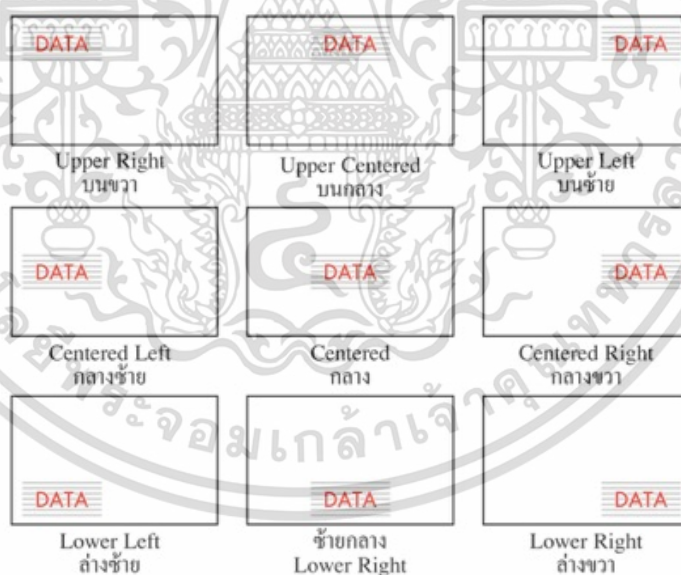 DATA DATA DATA
Upper Right Upper Centered Upper Left
บนขวา บนกลาง บนซ้าย
DATA DATA DATA
Centered Left Centered Centered Right
กลางซ้าย กลาง กลางขวา
DATA DATA DATA
Lower Left ซ้ายกลาง Lower Right
ล่างซ้าย Lower Right ล่างขวา